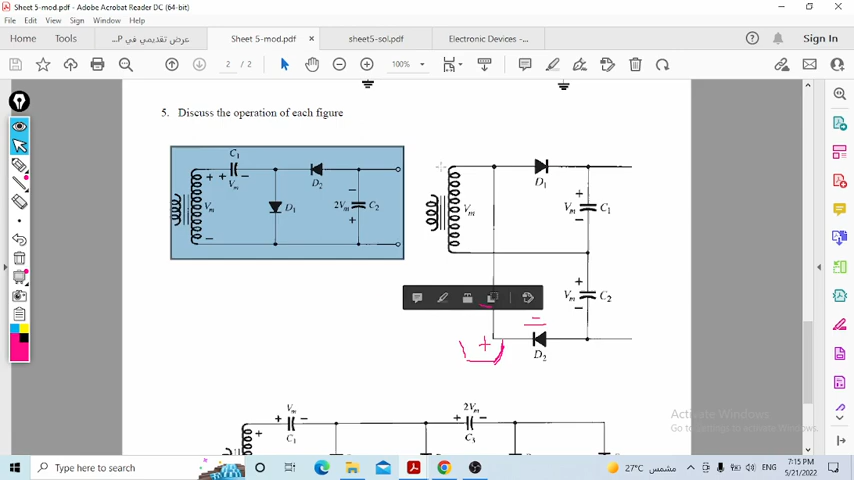 Sheet 5-mod.pdf - Adobe Acrobat Reader DC (64-bit)
File Edit View Sign Window Help
Home Tools عرض تقديمي في P... Sheet 5-mod.pdf × sheet5-sol.pdf Electronic Devices -... Sign In
2 / 2 100%
5. Discuss the operation of each figure
C1
+ + -
Vm
D2
Vm
D1
-
2Vm C2
+
-
D1
Vm
+
Vm C1
-
+
Vm C2
-
-
+
D2
Vm
+ -
C1
+
2Vm
+ -
C3
Activate Windows
Go to Settings to activate Windows.
Type here to search
27°C مشمس
ENG
7:15 PM
5/21/2022